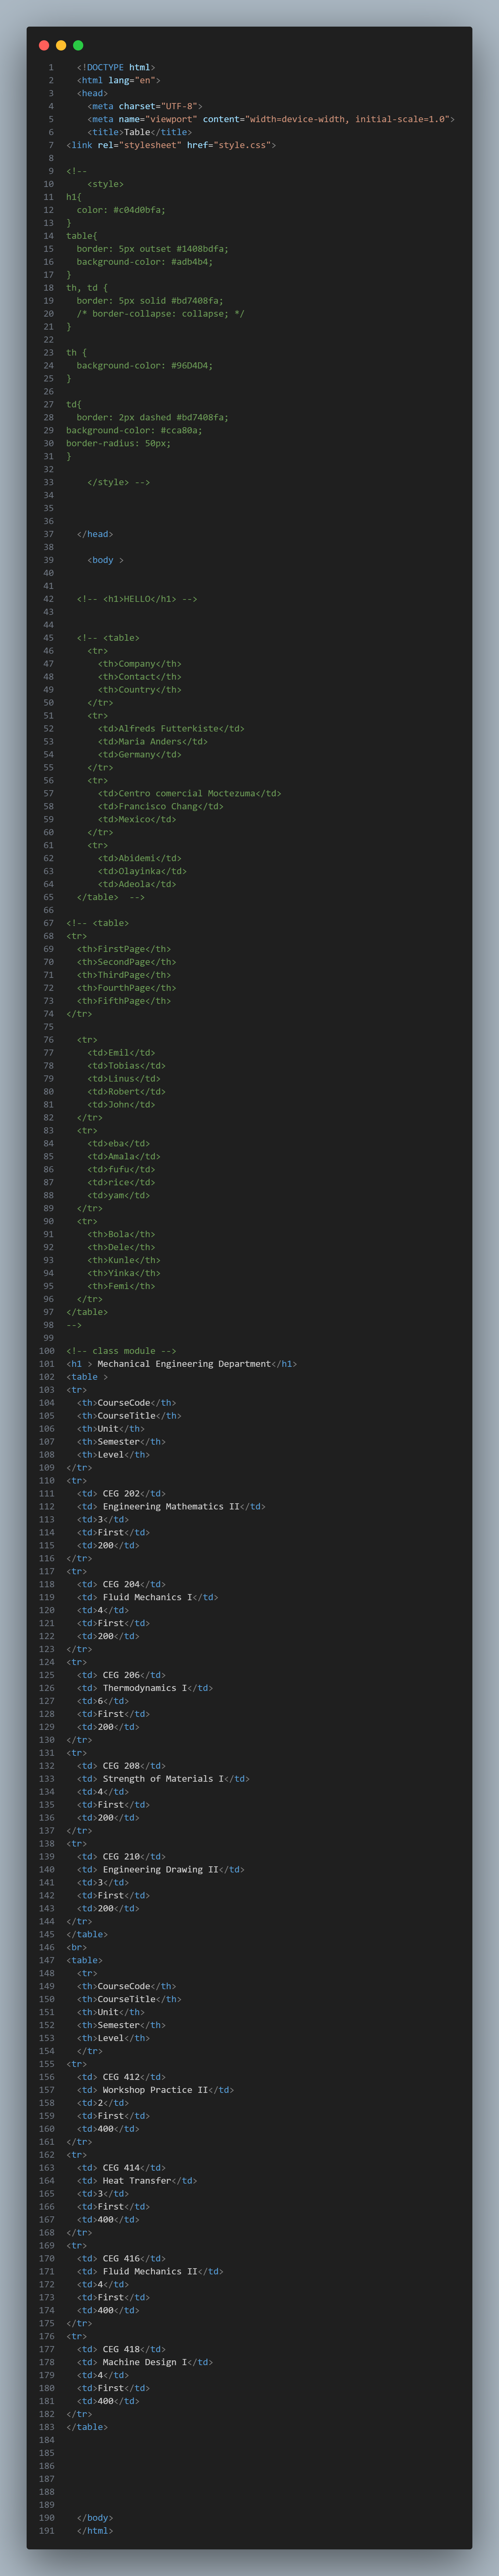 1 <!DOCTYPE html>
2 <html lang="en">
3 <head>
4 <meta charset="UTF-8">
5 <meta name="viewport" content="width=device-width, initial-scale=1.0">
6 <title>Table</title>
7 <link rel="stylesheet" href="style.css">
8
9 <!--
10 <style>
11 h1{
12 color: #c04d0bfa;
13 }
14 table{
15 border: 5px outset #1408bdfa;
16 background-color: #adb4b4;
17 }
18 th, td {
19 border: 5px solid #bd7408fa;
20 /* border-collapse: collapse; */
21 }
22
23 th {
24 background-color: #96D4D4;
25 }
26
27 td{
28 border: 2px dashed #bd7408fa;
29 background-color: #cca80a;
30 border-radius: 50px;
31 }
32
33 </style> -->
34
35
36
37 </head>
38
39 <body >
40
41
42 <!-- <h1>HELLO</h1> -->
43
44
45 <!-- <table>
46 <tr>
47 <th>Company</th>
48 <th>Contact</th>
49 <th>Country</th>
50 </tr>
51 <tr>
52 <td>Alfreds Futterkiste</td>
53 <td>Maria Anders</td>
54 <td>Germany</td>
55 </tr>
56 <tr>
57 <td>Centro comercial Moctezuma</td>
58 <td>Francisco Chang</td>
59 <td>Mexico</td>
60 </tr>
61 <tr>
62 <td>Abidemi</td>
63 <td>Olayinka</td>
64 <td>Adeola</td>
65 </table> -->
66
67 <!-- <table>
68 <tr>
69 <th>FirstPage</th>
70 <th>SecondPage</th>
71 <th>ThirdPage</th>
72 <th>FourthPage</th>
73 <th>FifthPage</th>
74 </tr>
75
76 <tr>
77 <td>Emil</td>
78 <td>Tobias</td>
79 <td>Linus</td>
80 <td>Robert</td>
81 <td>John</td>
82 </tr>
83 <tr>
84 <td>eba</td>
85 <td>Amala</td>
86 <td>fufu</td>
87 <td>rice</td>
88 <td>yam</td>
89 </tr>
90 <tr>
91 <th>Bola</th>
92 <th>Dele</th>
93 <th>Kunle</th>
94 <th>Yinka</th>
95 <th>Femi</th>
96 </tr>
97 </table>
98 -->
99
100 <!-- class module -->
101 <h1 > Mechanical Engineering Department</h1>
102 <table >
103 <tr>
104 <th>CourseCode</th>
105 <th>CourseTitle</th>
106 <th>Unit</th>
107 <th>Semester</th>
108 <th>Level</th>
109 </tr>
110 <tr>
111 <td> CEG 202</td>
112 <td> Engineering Mathematics II</td>
113 <td>3</td>
114 <td>First</td>
115 <td>200</td>
116 </tr>
117 <tr>
118 <td> CEG 204</td>
119 <td> Fluid Mechanics I</td>
120 <td>4</td>
121 <td>First</td>
122 <td>200</td>
123 </tr>
124 <tr>
125 <td> CEG 206</td>
126 <td> Thermodynamics I</td>
127 <td>6</td>
128 <td>First</td>
129 <td>200</td>
130 </tr>
131 <tr>
132 <td> CEG 208</td>
133 <td> Strength of Materials I</td>
134 <td>4</td>
135 <td>First</td>
136 <td>200</td>
137 </tr>
138 <tr>
139 <td> CEG 210</td>
140 <td> Engineering Drawing II</td>
141 <td>3</td>
142 <td>First</td>
143 <td>200</td>
144 </tr>
145 </table>
146 <br>
147 <table>
148 <tr>
149 <th>CourseCode</th>
150 <th>CourseTitle</th>
151 <th>Unit</th>
152 <th>Semester</th>
153 <th>Level</th>
154 </tr>
155 <tr>
156 <td> CEG 412</td>
157 <td> Workshop Practice II</td>
158 <td>2</td>
159 <td>First</td>
160 <td>400</td>
161 </tr>
162 <tr>
163 <td> CEG 414</td>
164 <td> Heat Transfer</td>
165 <td>3</td>
166 <td>First</td>
167 <td>400</td>
168 </tr>
169 <tr>
170 <td> CEG 416</td>
171 <td> Fluid Mechanics II</td>
172 <td>4</td>
173 <td>First</td>
174 <td>400</td>
175 </tr>
176 <tr>
177 <td> CEG 418</td>
178 <td> Machine Design I</td>
179 <td>4</td>
180 <td>First</td>
181 <td>400</td>
182 </tr>
183 </table>
184
185
186
187
188
189
190 </body>
191 </html>